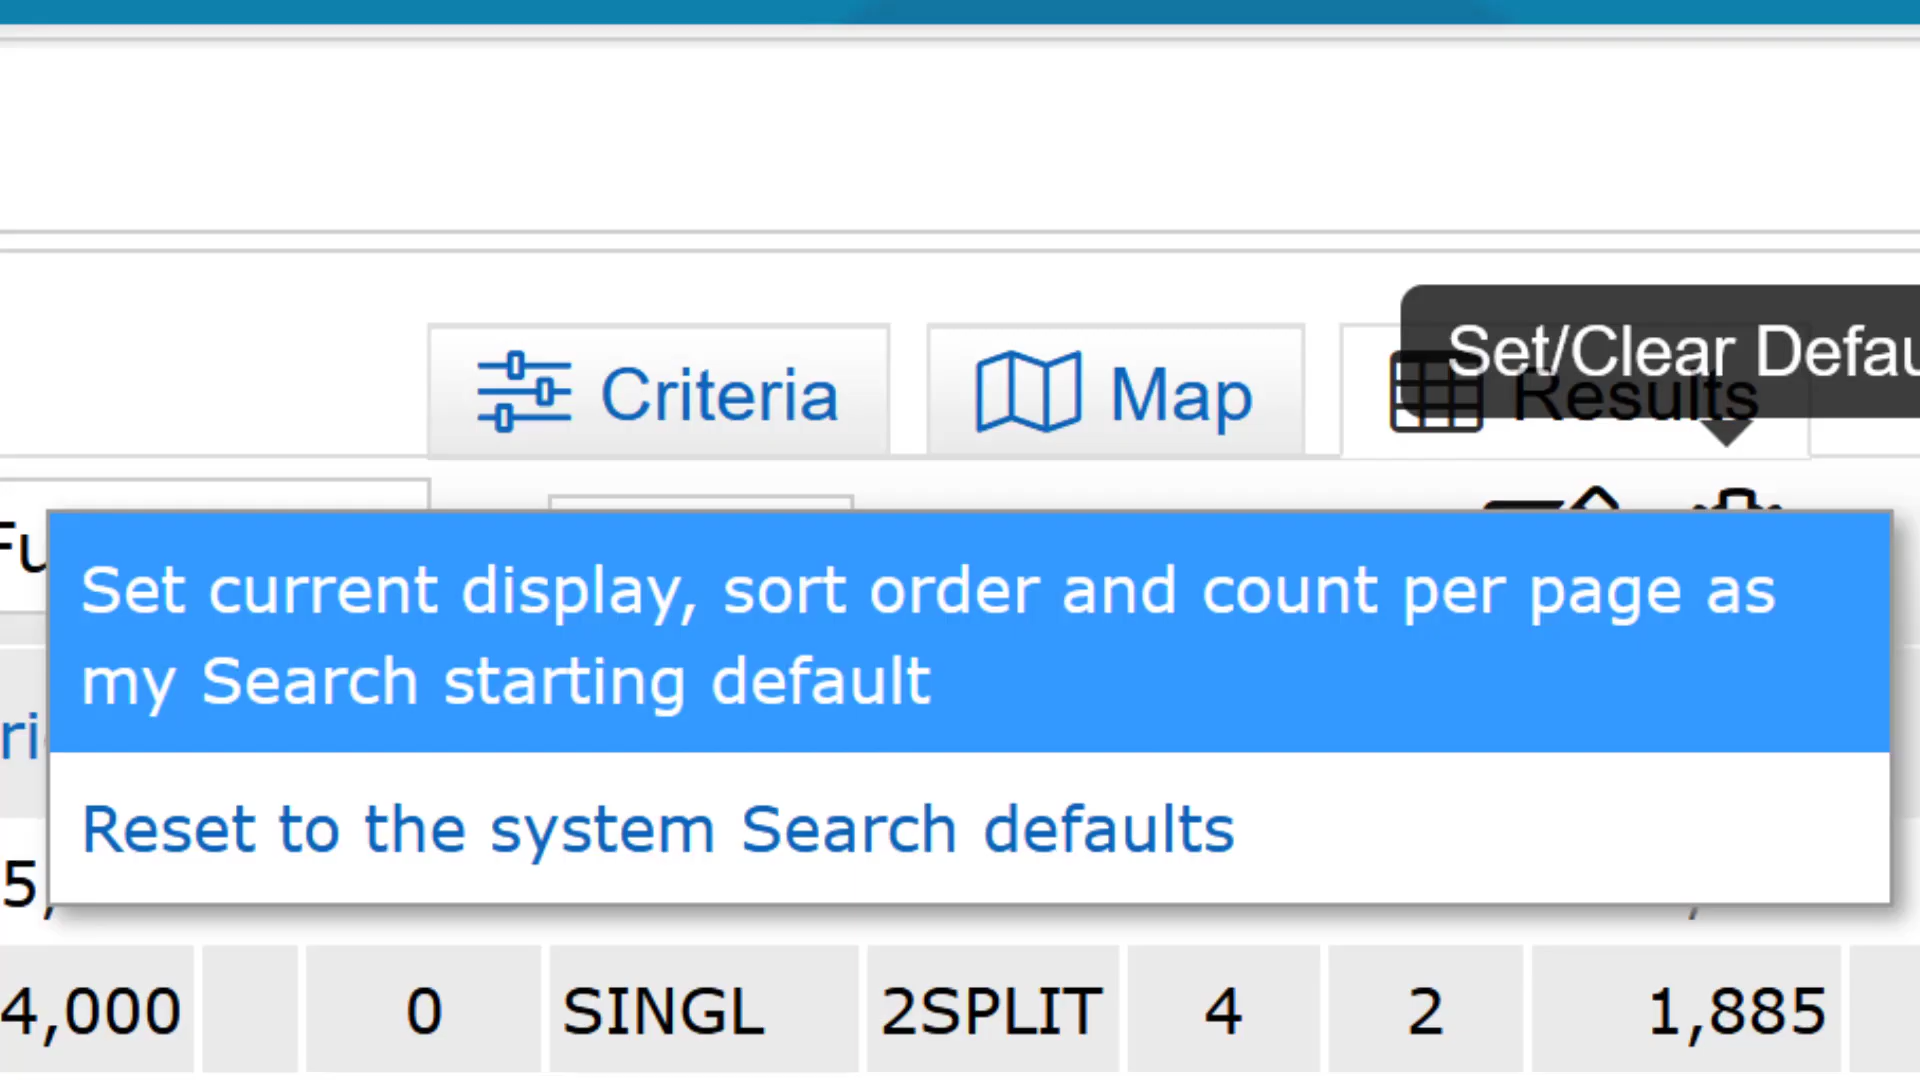 Criteria
Map
Results
Set/Clear
Set current display, sort order and count per page as
my Search starting default
Reset to the system Search defaults
4,000 0 SINGL 2SPLIT 4 2 1,885